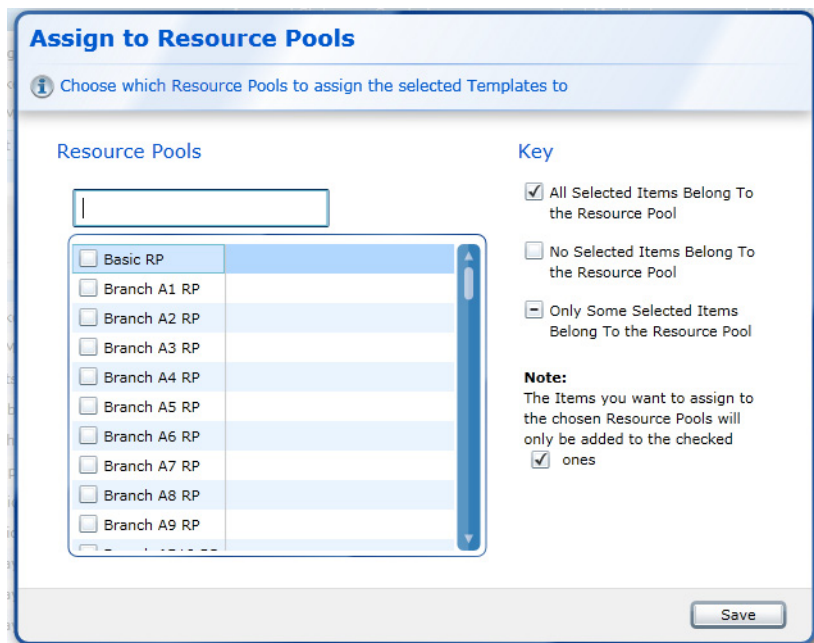 Assign to Resource Pools
Choose which Resource Pools to assign the selected Templates to
Resource Pools
Basic RP
Branch A1 RP
Branch A2 RP
Branch A3 RP
Branch A4 RP
Branch A5 RP
Branch A6 RP
Branch A7 RP
Branch A8 RP
Branch A9 RP
Key
All Selected Items Belong To
the Resource Pool
No Selected Items Belong To
the Resource Pool
Only Some Selected Items
Belong To the Resource Pool
Note:
The Items you want to assign to
the chosen Resource Pools will
only be added to the checked
ones
Save